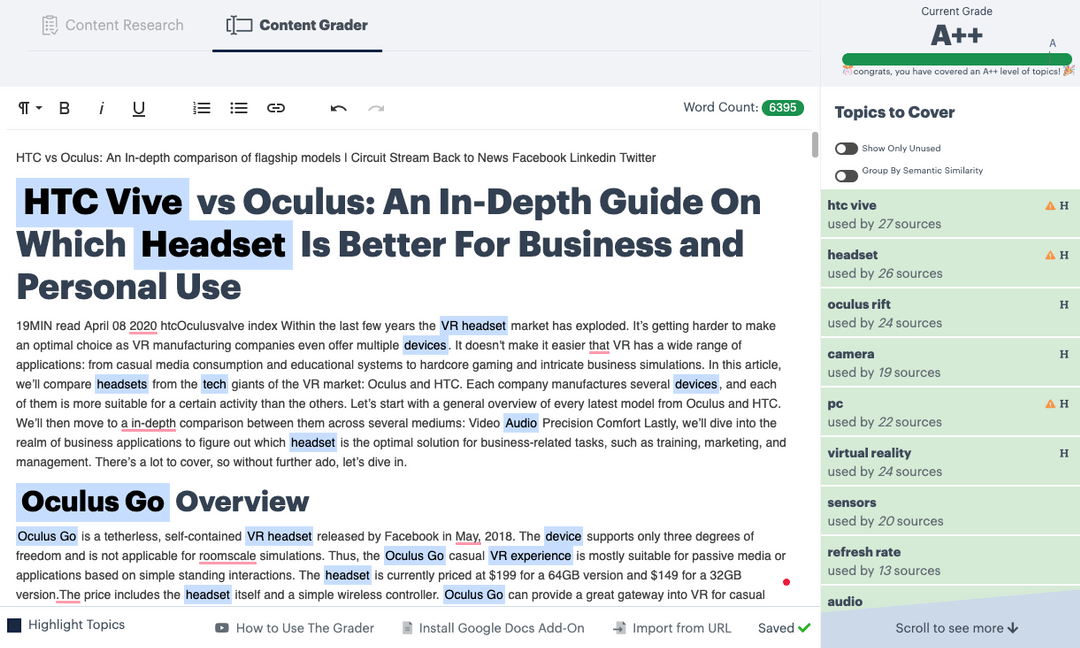 Content Research
Content Grader
Current Grade
A++
A
congrats, you have covered an A++ level of topics!
B i U
Word Count: 6395
HTC vs Oculus: An In-depth comparison of flagship models | Circuit Stream Back to News Facebook Linkedin Twitter
HTC Vive vs Oculus: An In-Depth Guide On
Which Headset Is Better For Business and
Personal Use
19MIN read April 08 2020 htcOculusvalve index Within the last few years the VR headset market has exploded. It's getting harder to make
an optimal choice as VR manufacturing companies even offer multiple devices. It doesn't make it easier that VR has a wide range of
applications: from casual media consumption and educational systems to hardcore gaming and intricate business simulations. In this article,
we'll compare headsets from the tech giants of the VR market: Oculus and HTC. Each company manufactures several devices, and each
of them is more suitable for a certain activity than the others. Let's start with a general overview of every latest model from Oculus and HTC.
We'll then move to a in-depth comparison between them across several mediums: Video Audio Precision Comfort Lastly, we'll dive into the
realm of business applications to figure out which headset is the optimal solution for business-related tasks, such as training, marketing, and
management. There's a lot to cover, so without further ado, let's dive in.
Oculus Go Overview
Oculus Go is a tetherless, self-contained VR headset released by Facebook in May, 2018. The device supports only three degrees of
freedom and is not applicable for roomscale simulations. Thus, the Oculus Go casual VR experience is mostly suitable for passive media or
applications based on simple standing interactions. The headset is currently priced at $199 for a 64GB version and $149 for a 32GB
version.The price includes the headset itself and a simple wireless controller. Oculus Go can provide a great gateway into VR for casual
Topics to Cover
Show Only Unused
Group By Semantic Similarity
htc vive H
used by 27 sources
headset H
used by 26 sources
oculus rift H
used by 24 sources
camera H
used by 19 sources
pc H
used by 22 sources
virtual reality H
used by 24 sources
sensors
used by 20 sources
refresh rate
used by 13 sources
audio
Scroll to see more
Highlight Topics
How to Use The Grader
Install Google Docs Add-On
Import from URL
Saved